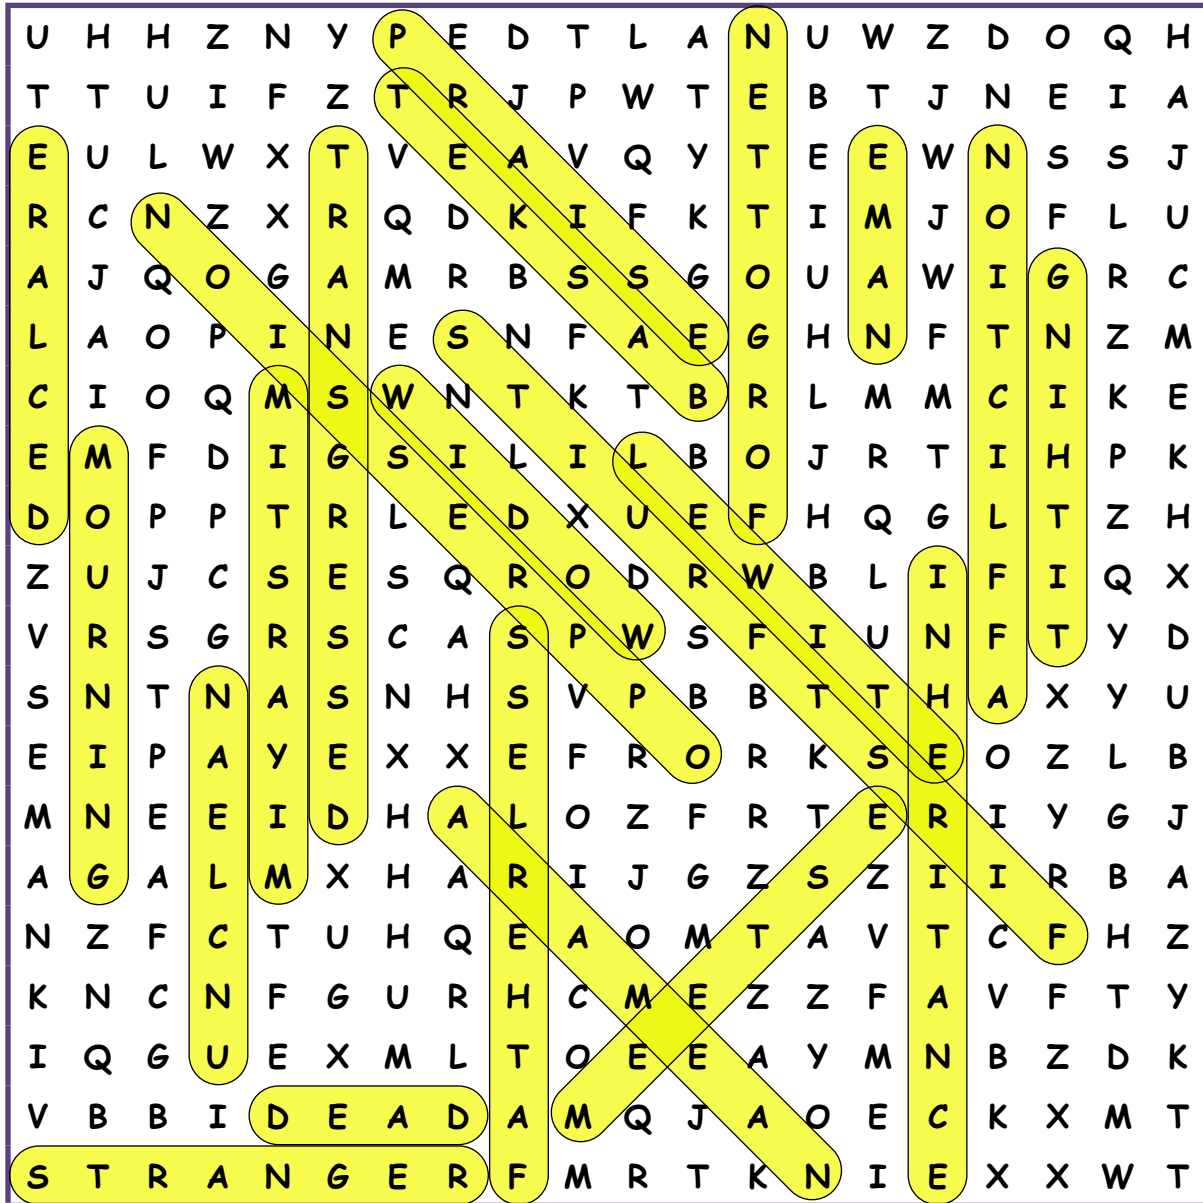 U H H Z N Y P E D T L A N U W Z D O Q H
T T U I F Z T R J P W T E B T J N E I A
E U L W X T V E A V Q Y T E E W N S S J
R C N Z X R Q D K I F K T I M J O F L U
A J Q O G A M R B S S G O U A W I G R C
L A O P I N E S N F A E G H N F T N Z M
C I O Q M S W N T K T B R L M M C I K E
E M F D I G S I L I L B O J R T I H P K
D O P P T R L E D X U E F H Q G L T Z H
Z U J C S E S Q R O D R W B L I F I Q X
V R S G R S C A S P W S F I U N F T Y D
S N T N A S N H S V P B B T T H A X Y U
E I P A Y E X X E F R O R K S E O Z L B
M N E E I D H A L O Z F R T E R I Y G J
A G A L M X H A R I J G Z S Z I I R B A
N Z F C T U H Q E A O M T A V T C F H Z
K N C N F G U R H C M E Z Z F A V F T Y
I Q G U E X M L T O E E A Y M N B Z D K
V B B I D E A D A M Q J A O E C K X M T
S T R A N G E R F M R T K N I E X X W T